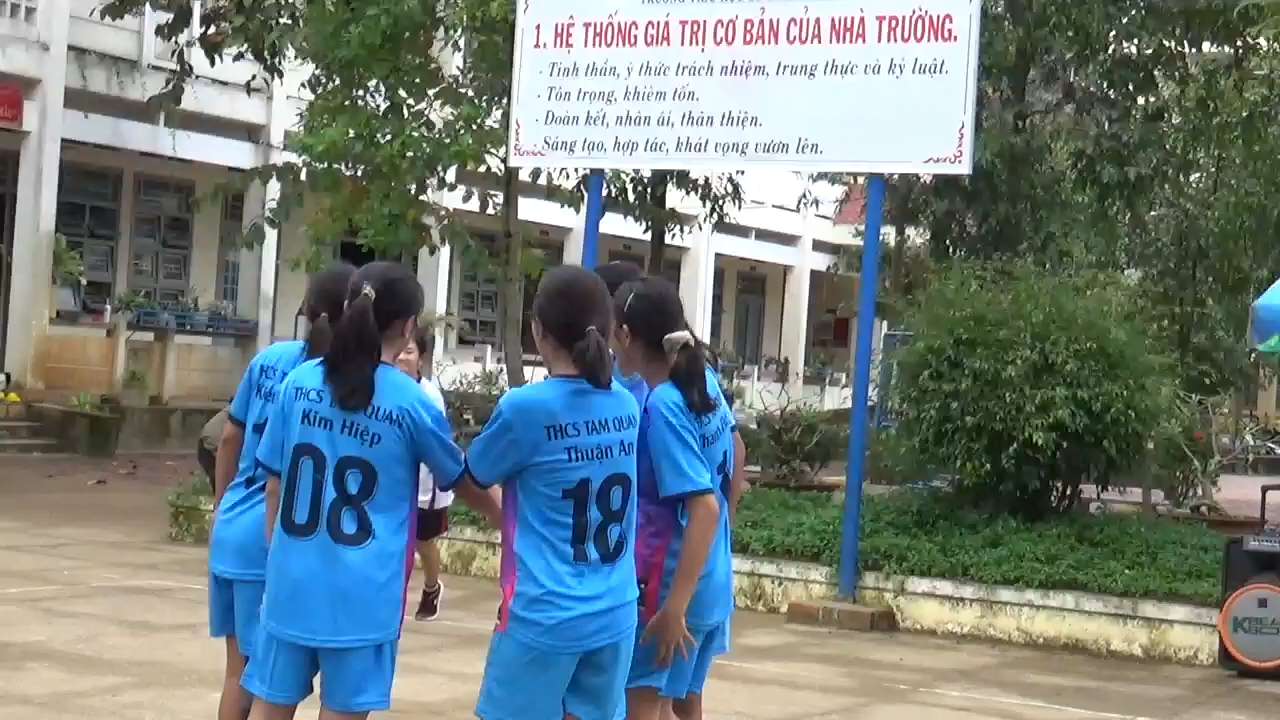 1. HỆ THỐNG GIÁ TRỊ CƠ BẢN CỦA NHÀ TRƯỜNG.
- Tinh thần, ý thức trách nhiệm, trung thực và kỷ luật.
- Tôn trọng, khiêm tốn.
- Đoàn kết, nhân ái, thân thiện.
Sáng tạo, hợp tác, khát vọng vươn lên.
THCS TAM QUAN
Kim Hiệp
08
THCS TAM QUAN
Thuận An
18